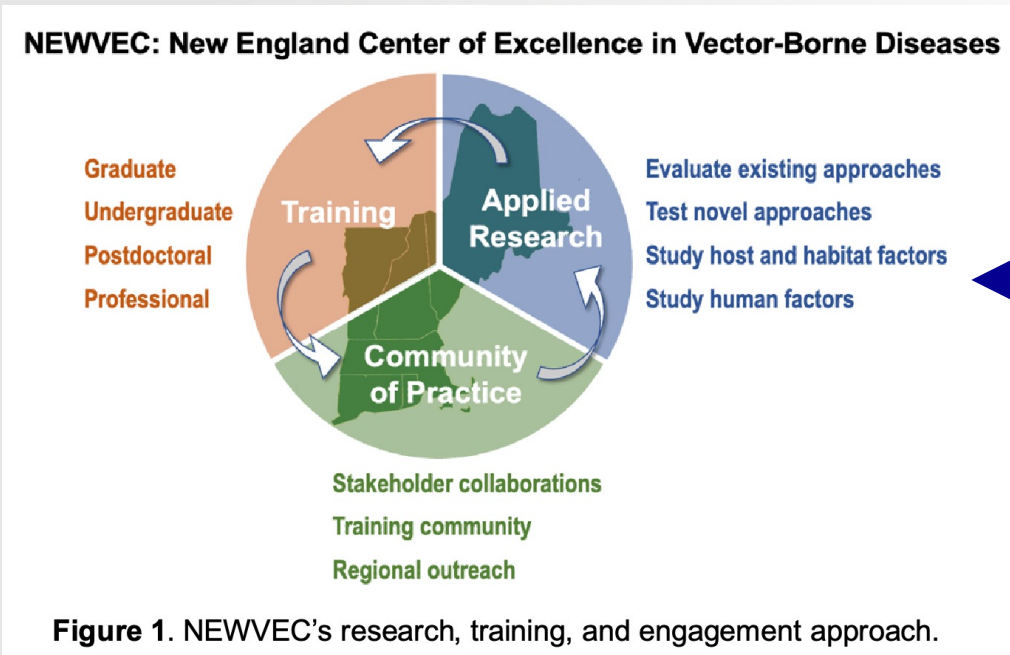 NEWVEC: New England Center of Excellence in Vector-Borne Diseases
Graduate
Undergraduate
Postdoctoral
Professional
Training
Applied
Research
Evaluate existing approaches
Test novel approaches
Study host and habitat factors
Study human factors
Community
of Practice
Stakeholder collaborations
Training community
Regional outreach
Figure 1. NEWVEC's research, training, and engagement approach.